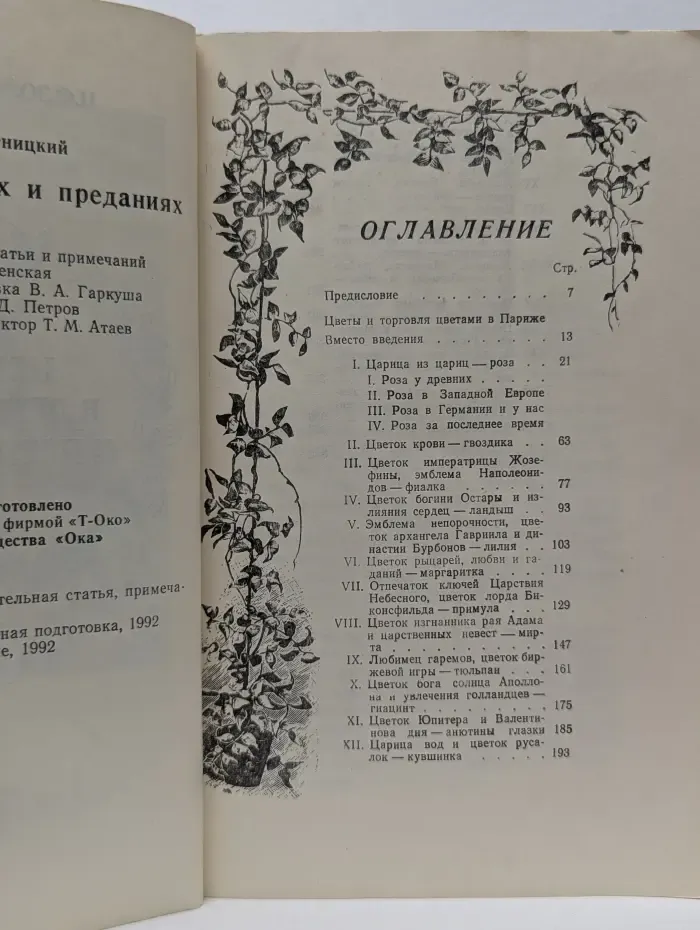 тницкий
х и преданиях
атьи и примечаний
енская
вка В. А. Гаркуша
Д. Петров
ктор Т. М. Атаев
готовлено
фирмой «Т-Око»
щества «Ока»
тельная статья, примеча-
ная подготовка, 1992
е, 1992
ОГЛАВЛЕНИЕ
Стр.
Предисловие . . . . . . . . . 7
Цветы и торговля цветами в Париже
Вместо введения . . . . . . . . 13
I. Царица из цариц — роза . . 21
I. Роза у древних . . . . .
II. Роза в Западной Европе
III. Роза в Германии и у нас
IV. Роза за последнее время
II. Цветок крови — гвоздика . . 63
III. Цветок императрицы Жозе-
фины, эмблема Наполеони-
дов — фиалка . . . . . . 77
IV. Цветок богини Остары и из-
лияния сердец — ландыш . . 93
V. Эмблема непорочности, цве-
ток архангела Гавриила и ди-
настии Бурбонов — лилия . . 103
VI. Цветок рыцарей, любви и га-
даний — маргаритка . . . . 119
VII. Отпечаток ключей Царствия
Небесного, цветок лорда Би-
консфильда — примула . . . 129
VIII. Цветок изгнанника рая Адама
и царственных невест — мир-
та . . . . . . . . . . . 147
IX. Любимец гаремов, цветок бир-
жевой игры — тюльпан . . . 161
X. Цветок бога солнца Аполло-
на и увлечения голландцев —
гиацинт . . . . . . . . . 175
XI. Цветок Юпитера и Валенти-
нова дня — анютины глазки 185
XII. Царица вод и цветок руса-
лок — кувшинка . . . . . 193